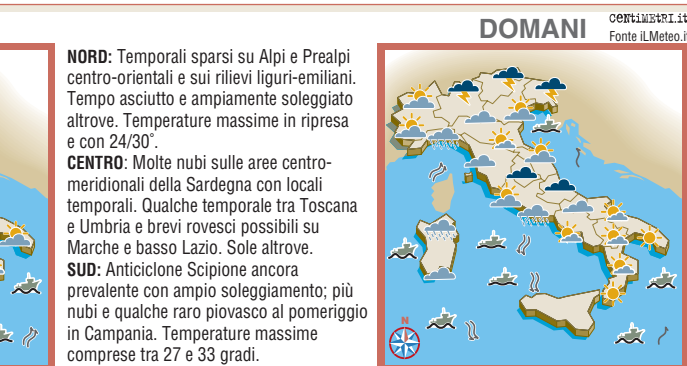 DOMANI
CENTIMETRI.it
Fonte iLMeteo.it
NORD: Temporali sparsi su Alpi e Prealpi
centro-orientali e sui rilievi liguri-emiliani.
Tempo asciutto e ampiamente soleggiato
altrove. Temperature massime in ripresa
e con 24/30°.
CENTRO: Molte nubi sulle aree centro-
meridionali della Sardegna con locali
temporali. Qualche temporale tra Toscana
e Umbria e brevi rovesci possibili su
Marche e basso Lazio. Sole altrove.
SUD: Anticiclone Scipione ancora
prevalente con ampio soleggiamento; più
nubi e qualche raro piovasco al pomeriggio
in Campania. Temperature massime
comprese tra 27 e 33 gradi.
N